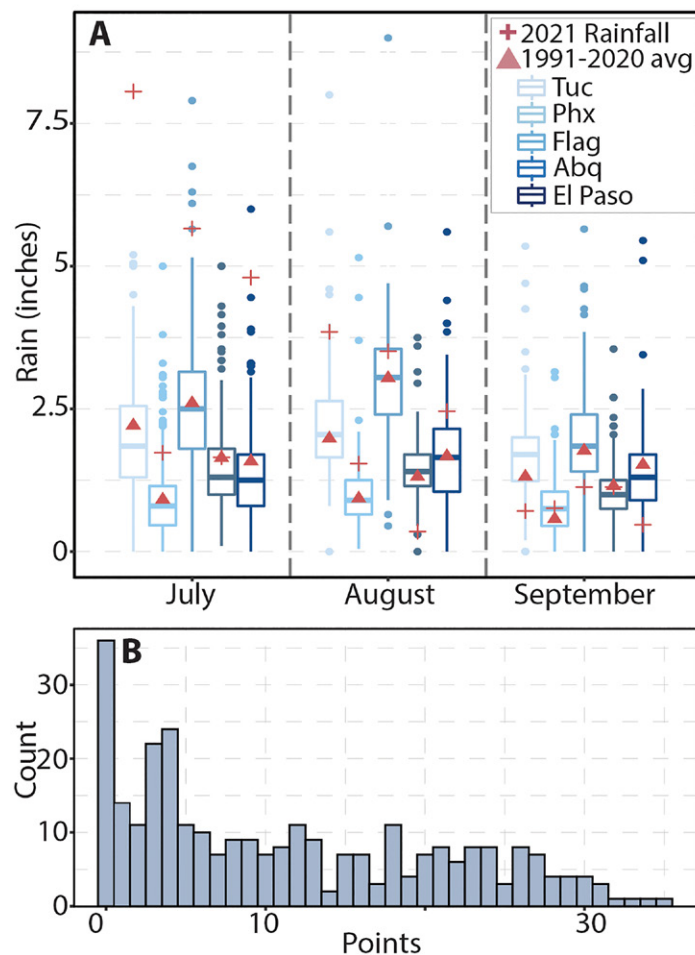 A
2021 Rainfall
1991-2020 avg
Tuc
Phx
Flag
Abq
El Paso
7.5
5
2.5
0
Rain (inches)
July August September
B
30
20
10
0
Count
0 10 30
Points